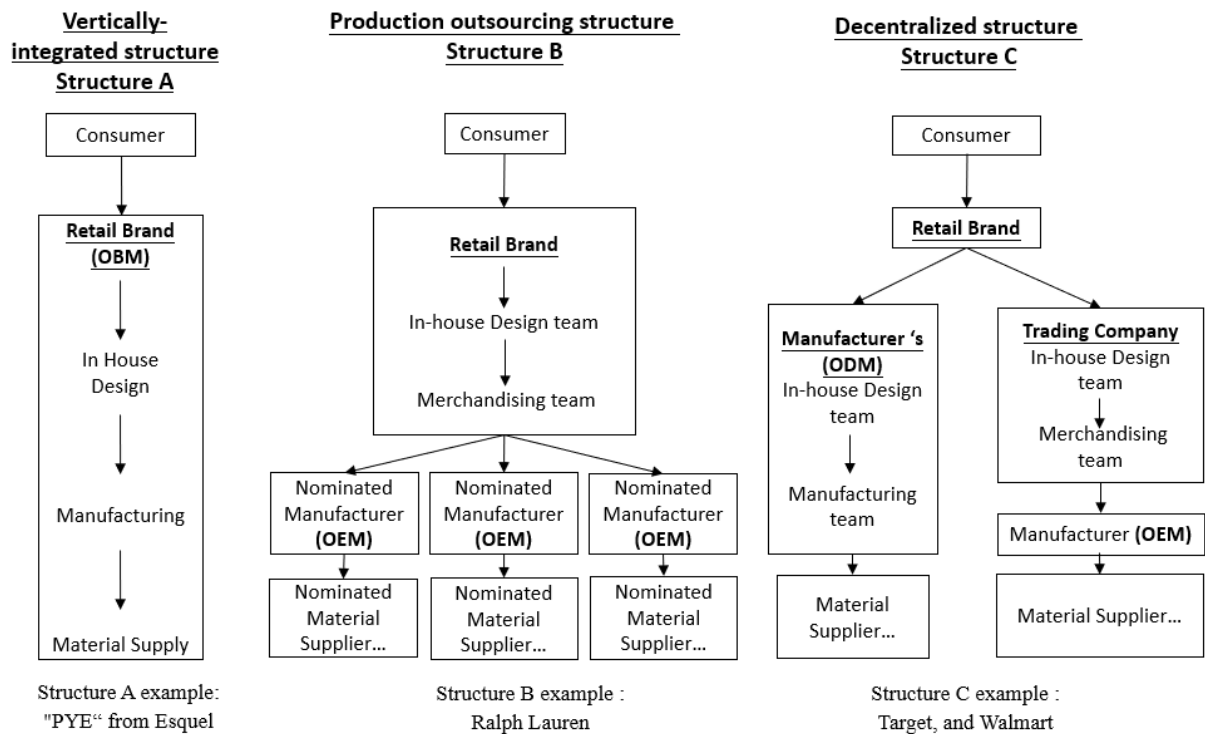 Vertically-
integrated structure
Structure A
Consumer
Retail Brand
(OBM)
In House
Design
Manufacturing
Material Supply
Structure A example:
"PYE“ from Esquel
Production outsourcing structure
Structure B
Consumer
Retail Brand
In-house Design team
Merchandising team
Nominated
Manufacturer
(OEM)
Nominated
Manufacturer
(OEM)
Nominated
Manufacturer
(OEM)
Nominated
Material
Supplier...
Nominated
Material
Supplier...
Nominated
Material
Supplier...
Structure B example :
Ralph Lauren
Decentralized structure
Structure C
Consumer
Retail Brand
Manufacturer ‘s
(ODM)
In-house Design
team
Manufacturing
team
Material
Supplier...
Trading Company
In-house Design
team
Merchandising
team
Manufacturer (OEM)
Material Supplier...
Structure C example :
Target, and Walmart